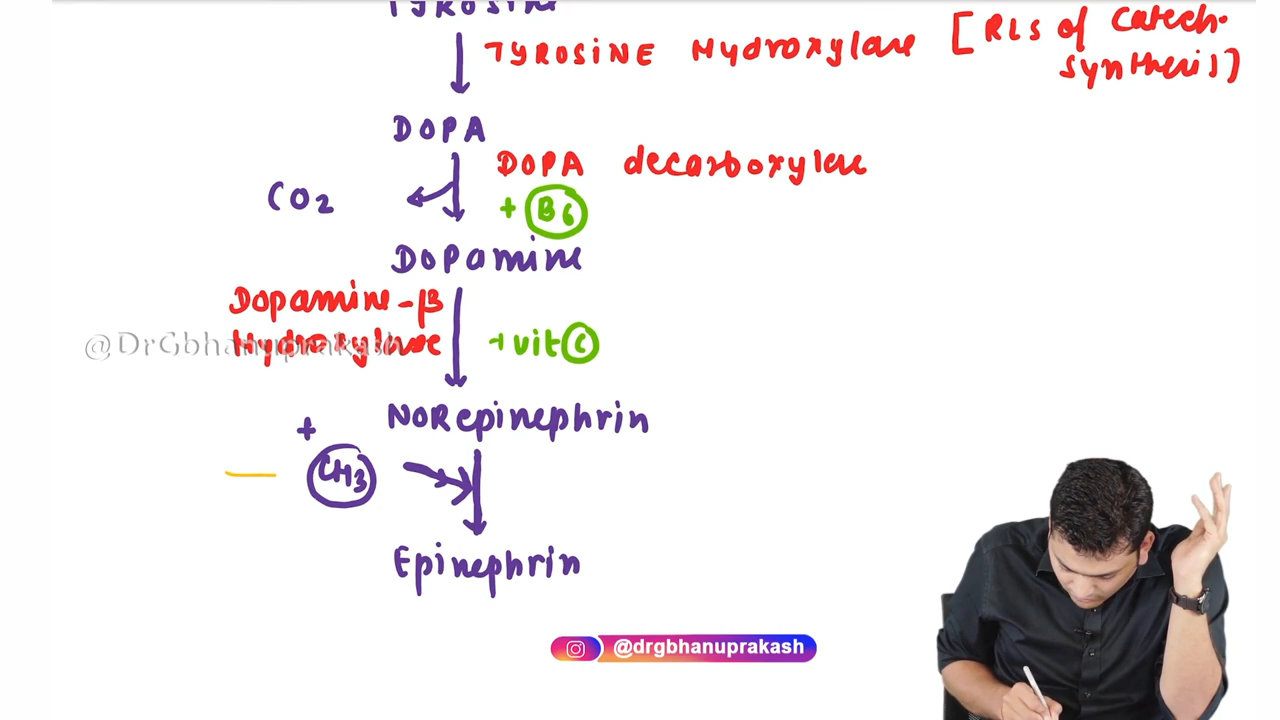 TYROSINE
TYROSINE Hydroxylase [RLS of Catech-
synthesis]
DOPA
DOPA decarboxylase
CO2
+ B6
DOPamine
Dopamine-β
Hydroxylase
@DrGbhanuprakash
+vit C
NORepinephrin
+
CH3
Epinephrin
@drgbhanuprakash